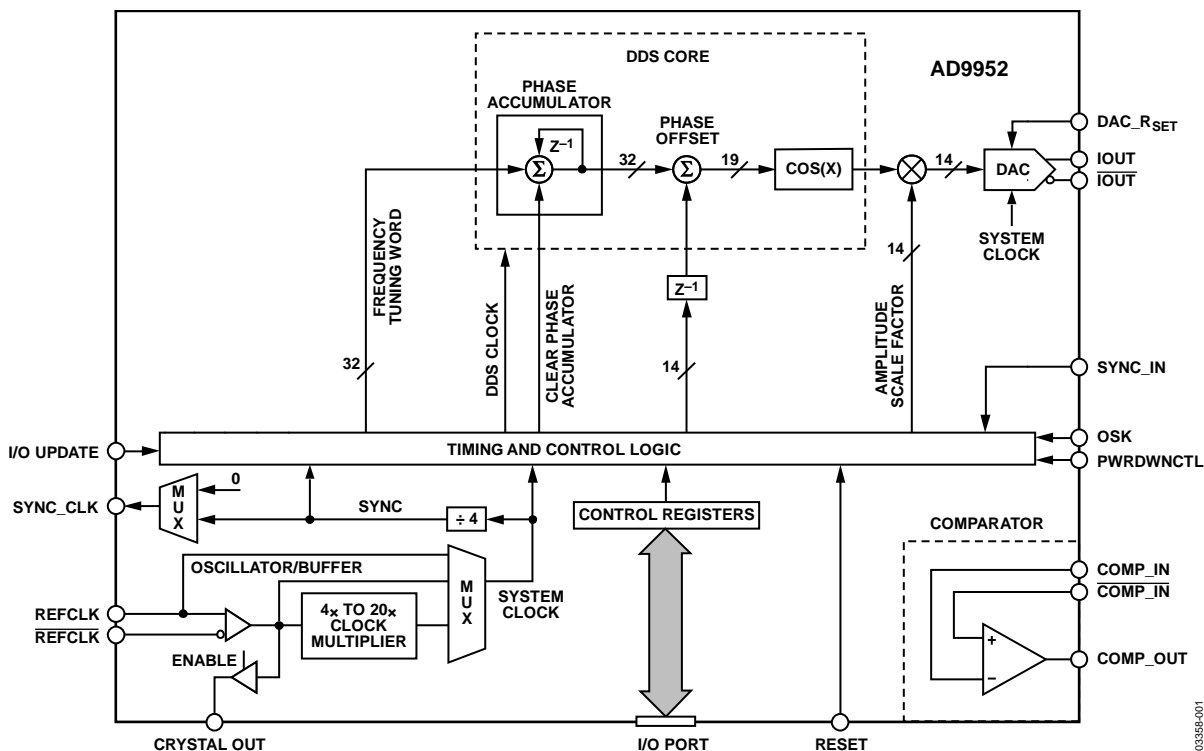 DDS CORE
AD9952
PHASE
ACCUMULATOR
Z–1
Σ
32
PHASE
OFFSET
Σ
19
COS(X)
14
DAC
DAC_RSET
IOUT
IOUT
SYSTEM
CLOCK
FREQUENCY
TUNING WORD
32
DDS CLOCK
CLEAR PHASE
ACCUMULATOR
Z–1
14
AMPLITUDE
SCALE FACTOR
14
SYNC_IN
I/O UPDATE
TIMING AND CONTROL LOGIC
OSK
PWRDWNCTL
SYNC_CLK
MUX
0
SYNC
÷ 4
CONTROL REGISTERS
OSCILLATOR/BUFFER
REFCLK
REFCLK
4× TO 20×
CLOCK
MULTIPLIER
MUX
SYSTEM
CLOCK
ENABLE
COMPARATOR
COMP_IN
COMP_IN
+
–
COMP_OUT
CRYSTAL OUT
I/O PORT
RESET
03358-001